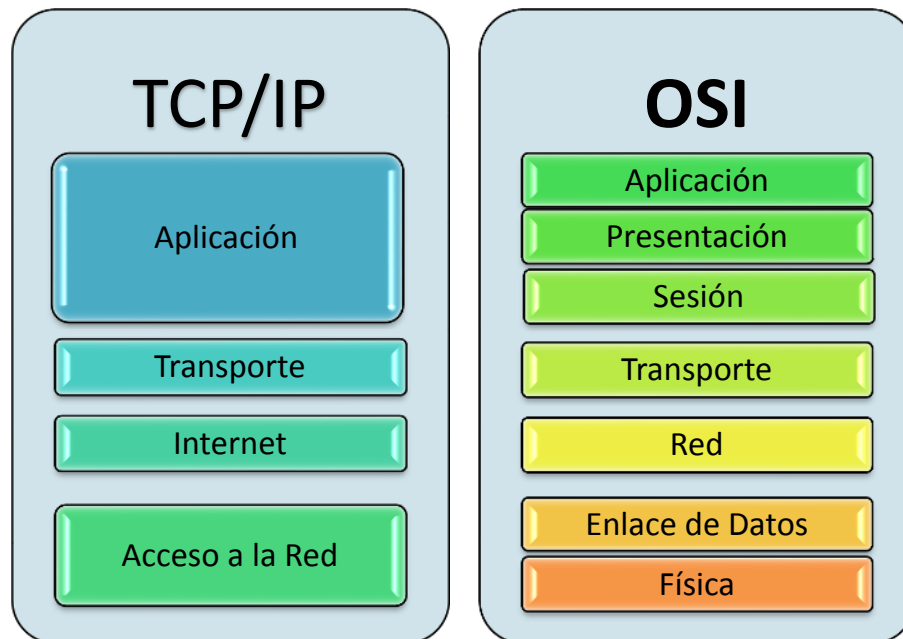 TCP/IP
Aplicación
Transporte
Internet
Acceso a la Red
OSI
Aplicación
Presentación
Sesión
Transporte
Red
Enlace de Datos
Física